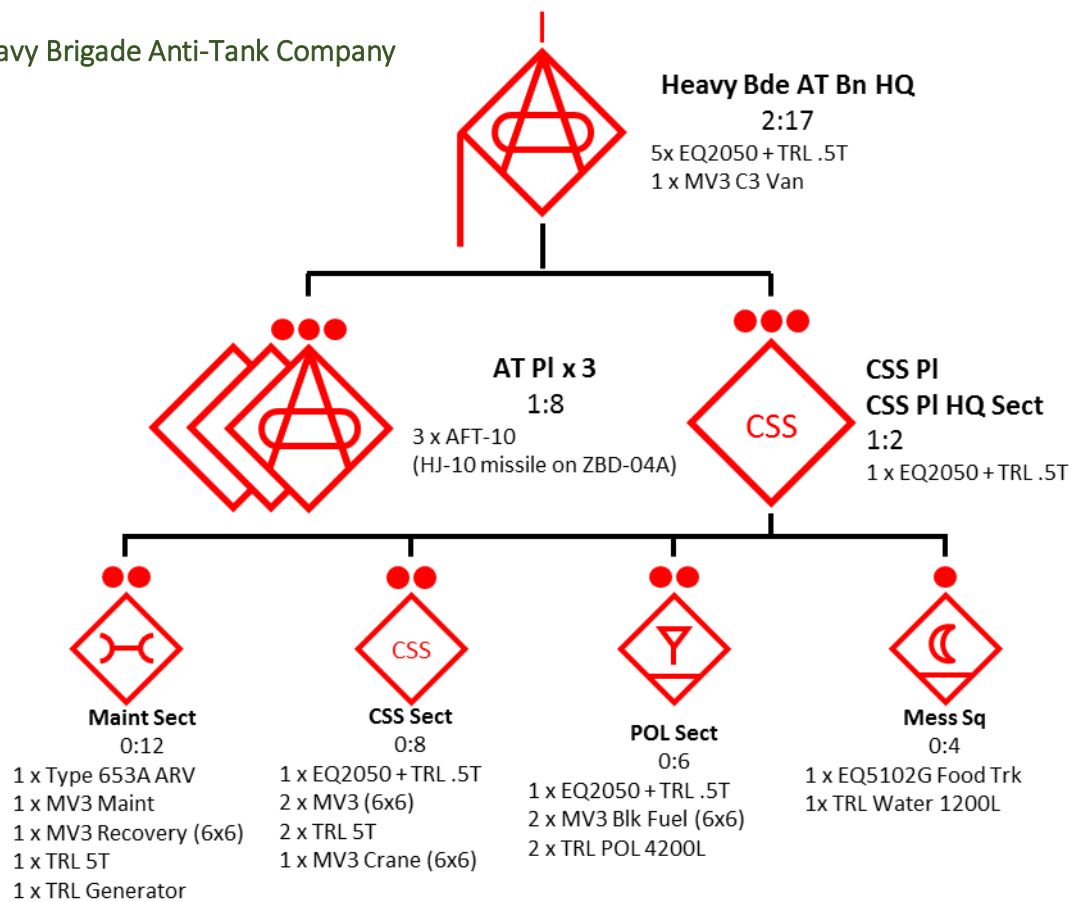 avy Brigade Anti-Tank Company
Heavy Bde AT Bn HQ
2:17
5x EQ2050 + TRL .5T
1 x MV3 C3 Van
AT Pl x 3
1:8
3 x AFT-10
(HJ-10 missile on ZBD-04A)
CSS
CSS Pl
CSS Pl HQ Sect
1:2
1 x EQ2050 + TRL .5T
Maint Sect
0:12
1 x Type 653A ARV
1 x MV3 Maint
1 x MV3 Recovery (6x6)
1 x TRL 5T
1 x TRL Generator
CSS
CSS Sect
0:8
1 x EQ2050 + TRL .5T
2 x MV3 (6x6)
2 x TRL 5T
1 x MV3 Crane (6x6)
POL Sect
0:6
1 x EQ2050 + TRL .5T
2 x MV3 Blk Fuel (6x6)
2 x TRL POL 4200L
Mess Sq
0:4
1 x EQ5102G Food Trk
1x TRL Water 1200L